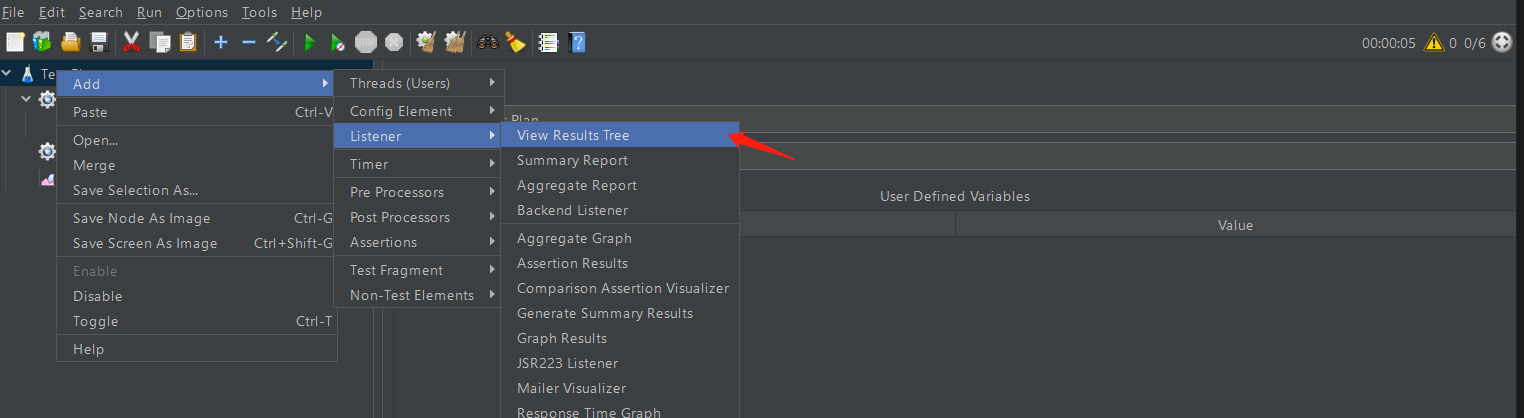 File Edit Search Run Options Tools Help
00:00:05 0 0/6
Add
Paste Ctrl-V
Open...
Merge
Save Selection As...
Save Node As Image Ctrl-G
Save Screen As Image Ctrl+Shift-G
Enable
Disable
Toggle Ctrl-T
Help
Threads (Users)
Config Element
Listener
Timer
Pre Processors
Post Processors
Assertions
Test Fragment
Non-Test Elements
Plan
View Results Tree
Summary Report
Aggregate Report
Backend Listener
Aggregate Graph
Assertion Results
Comparison Assertion Visualizer
Generate Summary Results
Graph Results
JSR223 Listener
Mailer Visualizer
Response Time Graph
User Defined Variables
Value